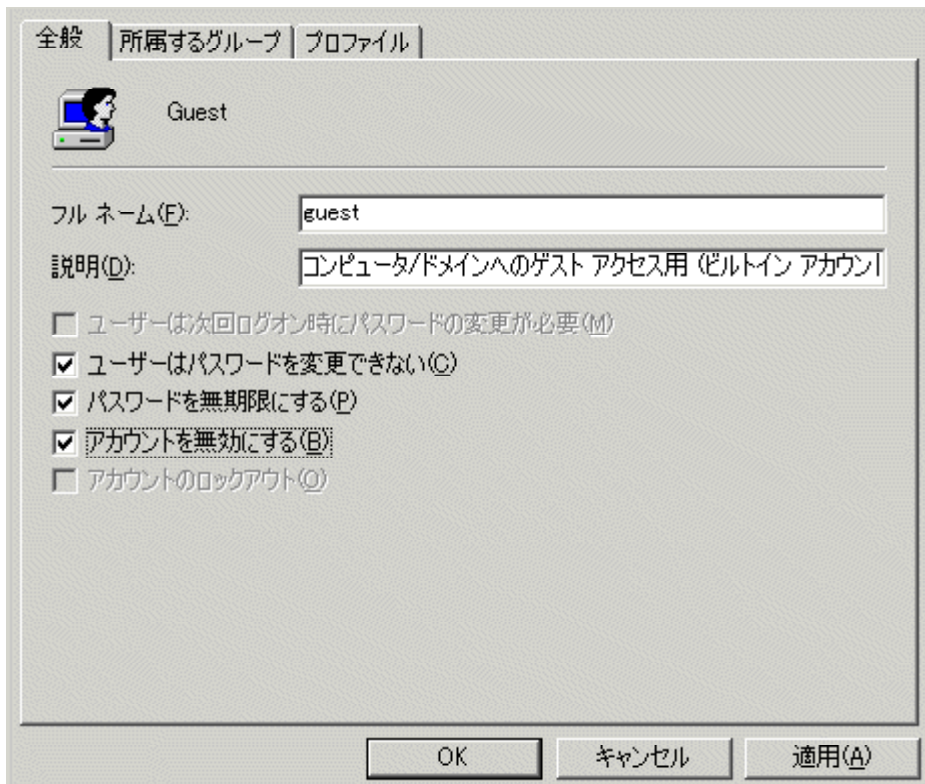 全般 所属するグループ プロファイル
Guest
フル ネーム(F): guest
説明(D): コンピュータ/ドメインへのゲスト アクセス用 (ビルトイン アカウント
ユーザーは次回ログオン時にパスワードの変更が必要(M)
ユーザーはパスワードを変更できない(C)
パスワードを無期限にする(P)
アカウントを無効にする(B)
アカウントのロックアウト(O)
OK キャンセル 適用(A)